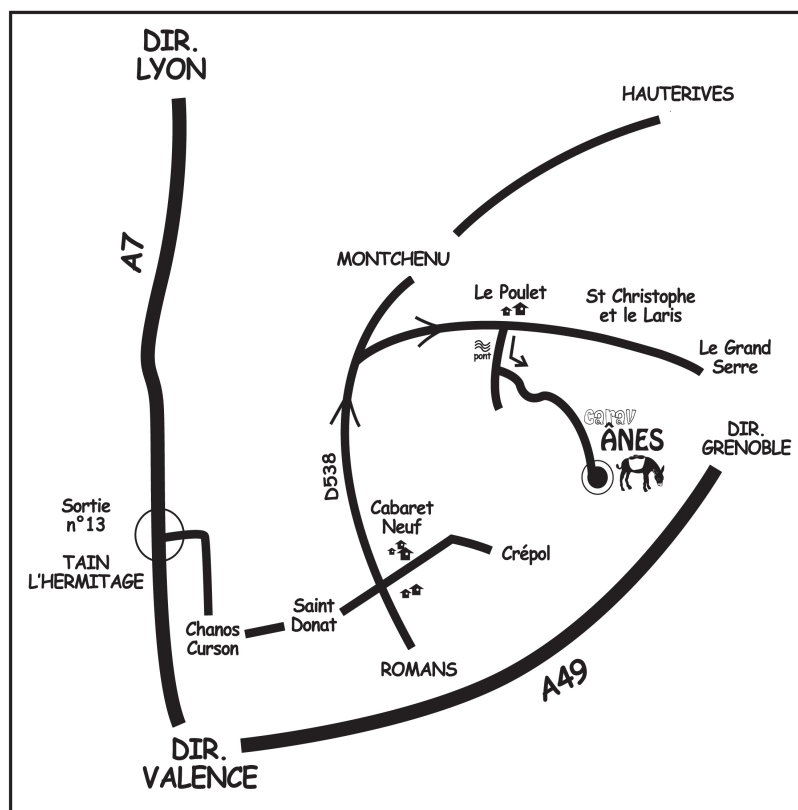 DIR.
LYON
HAUTERIVES
A7
MONTCHENU
Le Poulet
St Christophe
et le Laris
pont
Le Grand
Serre
carav
ÂNES
DIR.
GRENOBLE
D538
Sortie
n°13
Cabaret
Neuf
TAIN
L'HERMITAGE
Crépol
Saint
Donat
Chanos
Curson
ROMANS
A49
DIR.
VALENCE